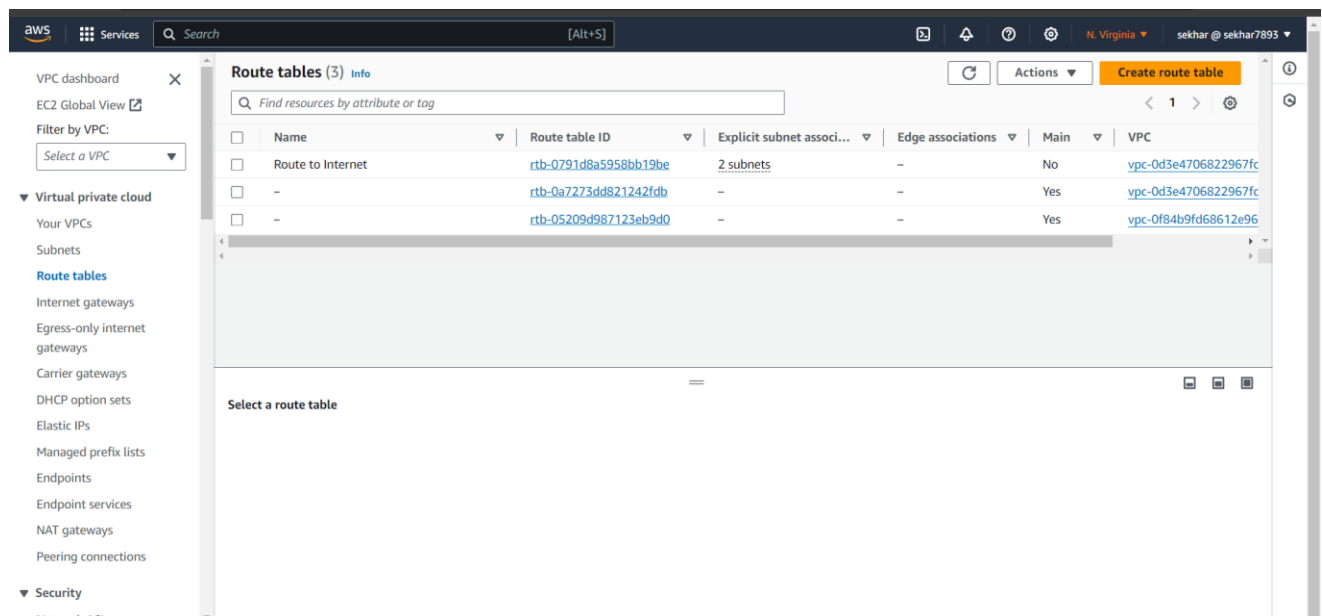 aws Services Search [Alt+S] N. Virginia ▼ sekhar @ sekhar7893 ▼
VPC dashboard
EC2 Global View
Filter by VPC:
Select a VPC
Virtual private cloud
Your VPCs
Subnets
Route tables
Internet gateways
Egress-only internet
gateways
Carrier gateways
DHCP option sets
Elastic IPs
Managed prefix lists
Endpoints
Endpoint services
NAT gateways
Peering connections
Security
Route tables (3) Info Actions ▼ Create route table
Find resources by attribute or tag 1
Name Route table ID Explicit subnet associ... Edge associations Main VPC
Route to Internet rtb-0791d8a5958bb19be 2 subnets – No vpc-0d3e4706822967fc
– rtb-0a7273dd821242fdb – – Yes vpc-0d3e4706822967fc
– rtb-05209d987123eb9d0 – – Yes vpc-0f84b9fd68612e96
Select a route table